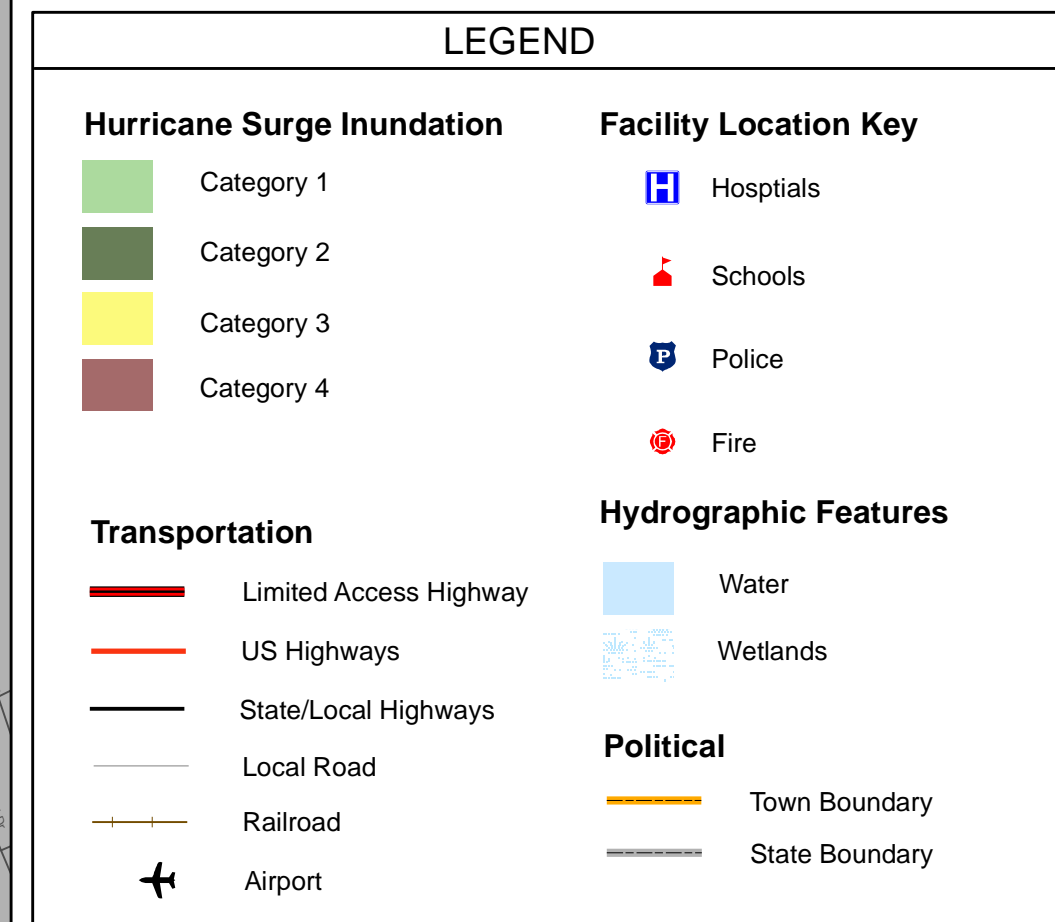 LEGEND
Hurricane Surge Inundation
Category 1
Category 2
Category 3
Category 4
Transportation
Limited Access Highway
US Highways
State/Local Highways
Local Road
Railroad
Airport
Facility Location Key
H Hosptials
Schools
P Police
F Fire
Hydrographic Features
Water
Wetlands
Political
Town Boundary
State Boundary